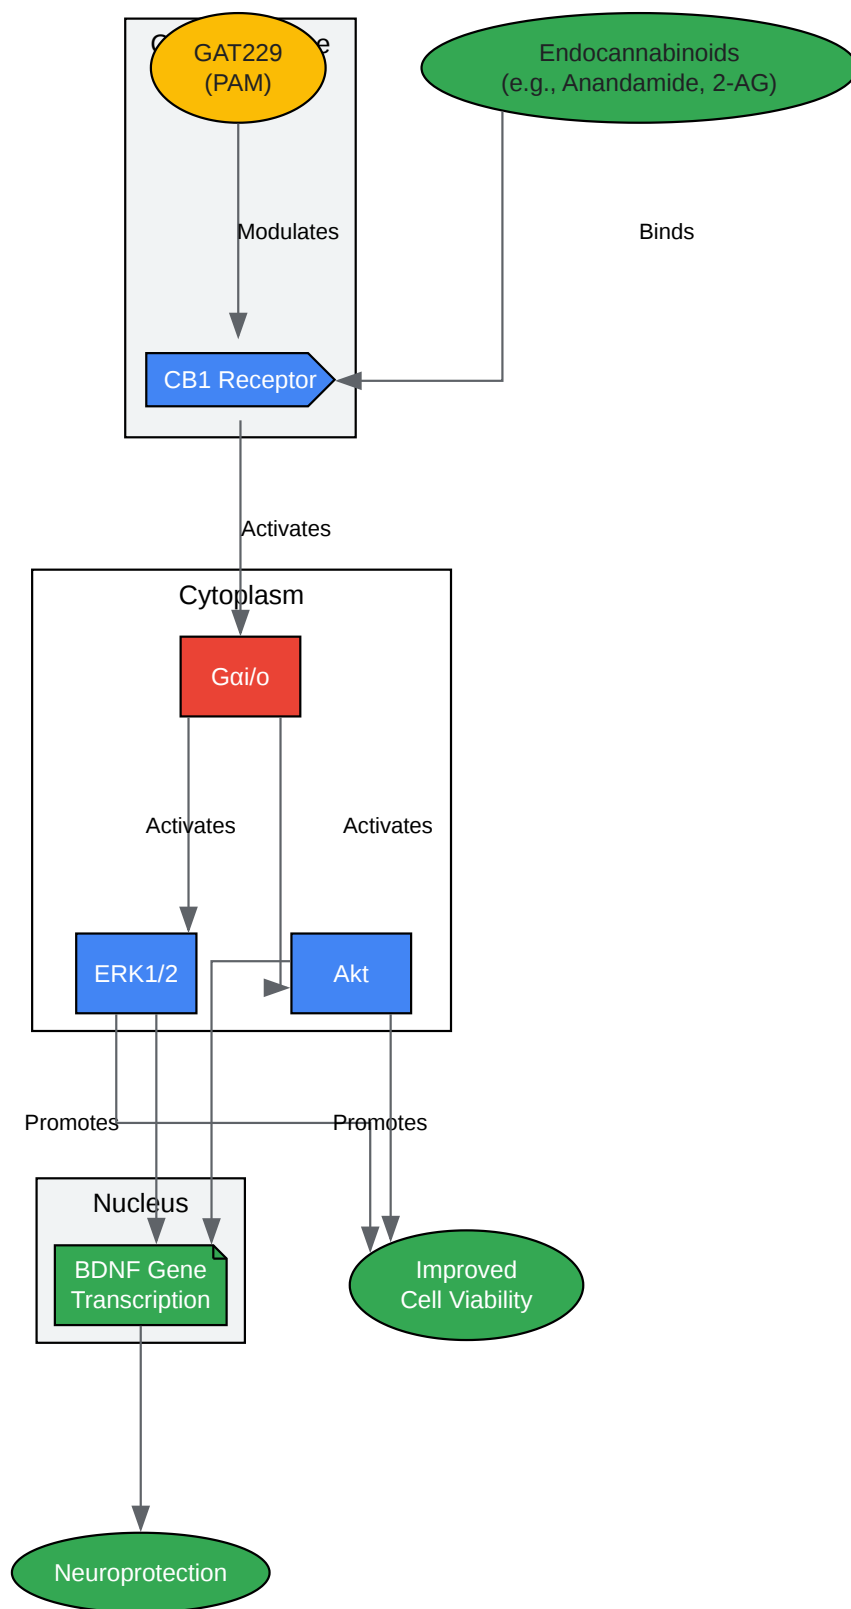 GAT229
(PAM)
Endocannabinoids
(e.g., Anandamide, 2-AG)
Modulates
Binds
CB1 Receptor
Activates
Cytoplasm
Gαi/o
Activates
Activates
ERK1/2
Akt
Promotes
Promotes
Nucleus
BDNF Gene
Transcription
Improved
Cell Viability
Neuroprotection